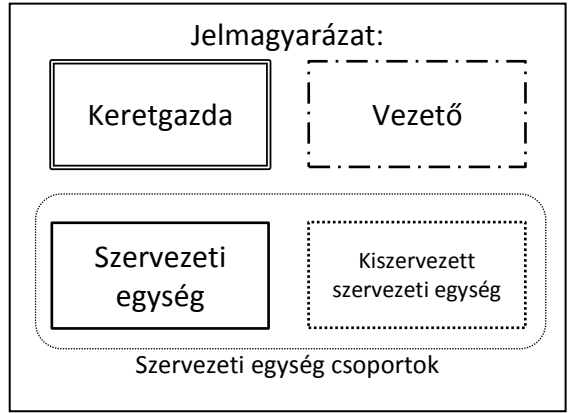 Jelmagyarázat:
Keretgazda
Vezető
Szervezeti
egység
Kiszervezett
szervezeti egység
Szervezeti egység csoportok